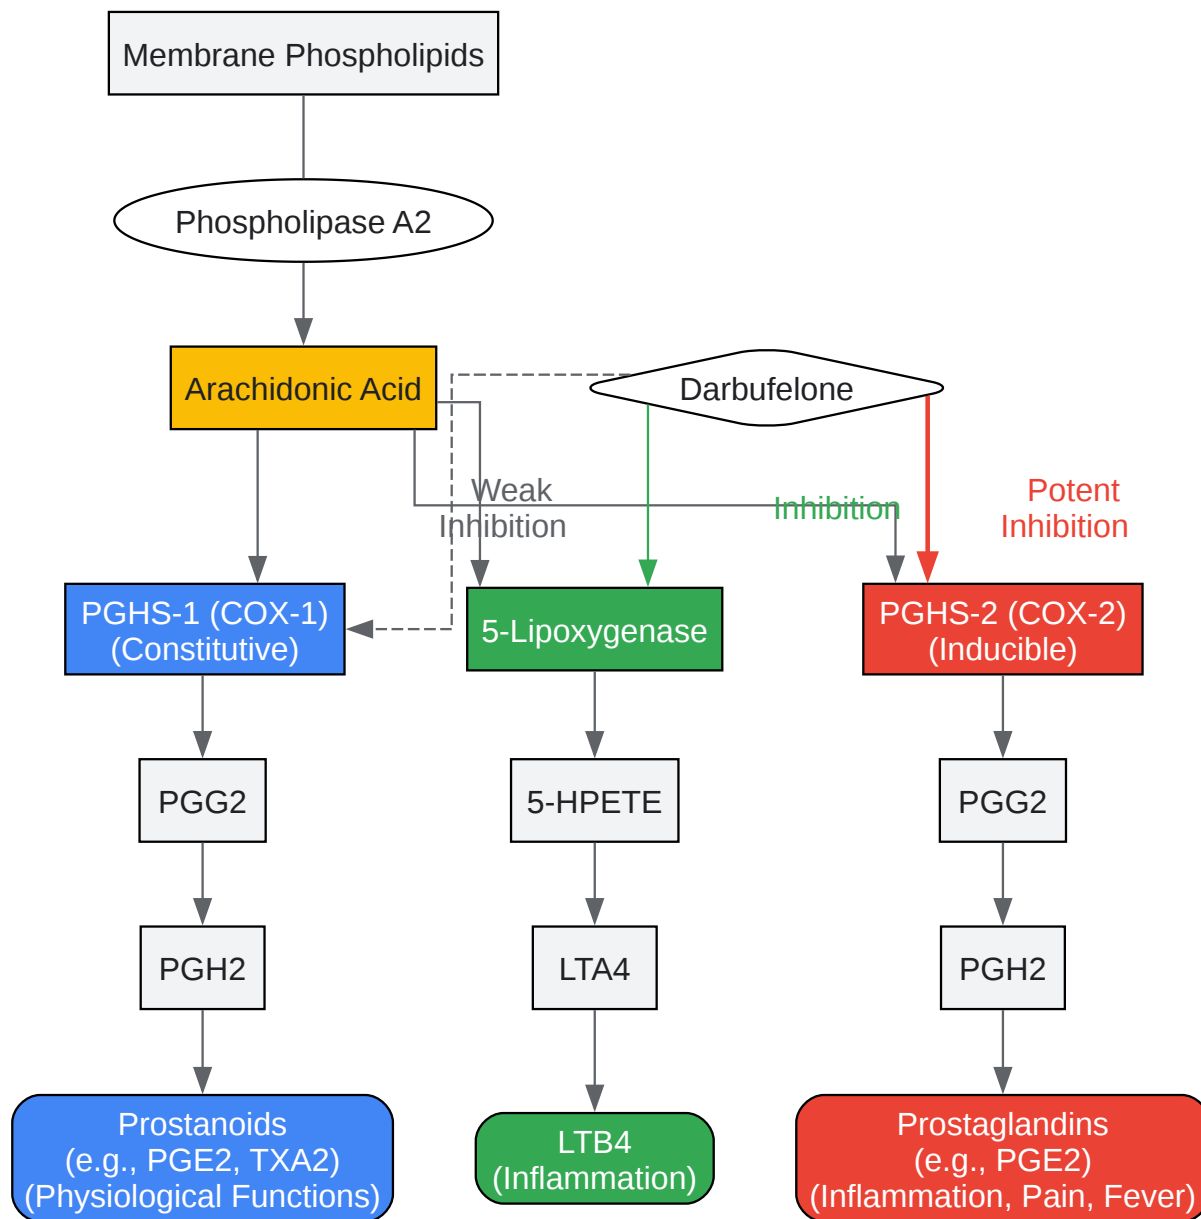 Membrane Phospholipids
Phospholipase A2
Arachidonic Acid
Darbufelone
Weak
Inhibition
Inhibition
Potent
Inhibition
PGHS-1 (COX-1)
(Constitutive)
5-Lipoxygenase
PGHS-2 (COX-2)
(Inducible)
PGG2
5-HPETE
PGG2
PGH2
LTA4
PGH2
Prostanoids
(e.g., PGE2, TXA2)
(Physiological Functions)
LTB4
(Inflammation)
Prostaglandins
(e.g., PGE2)
(Inflammation, Pain, Fever)